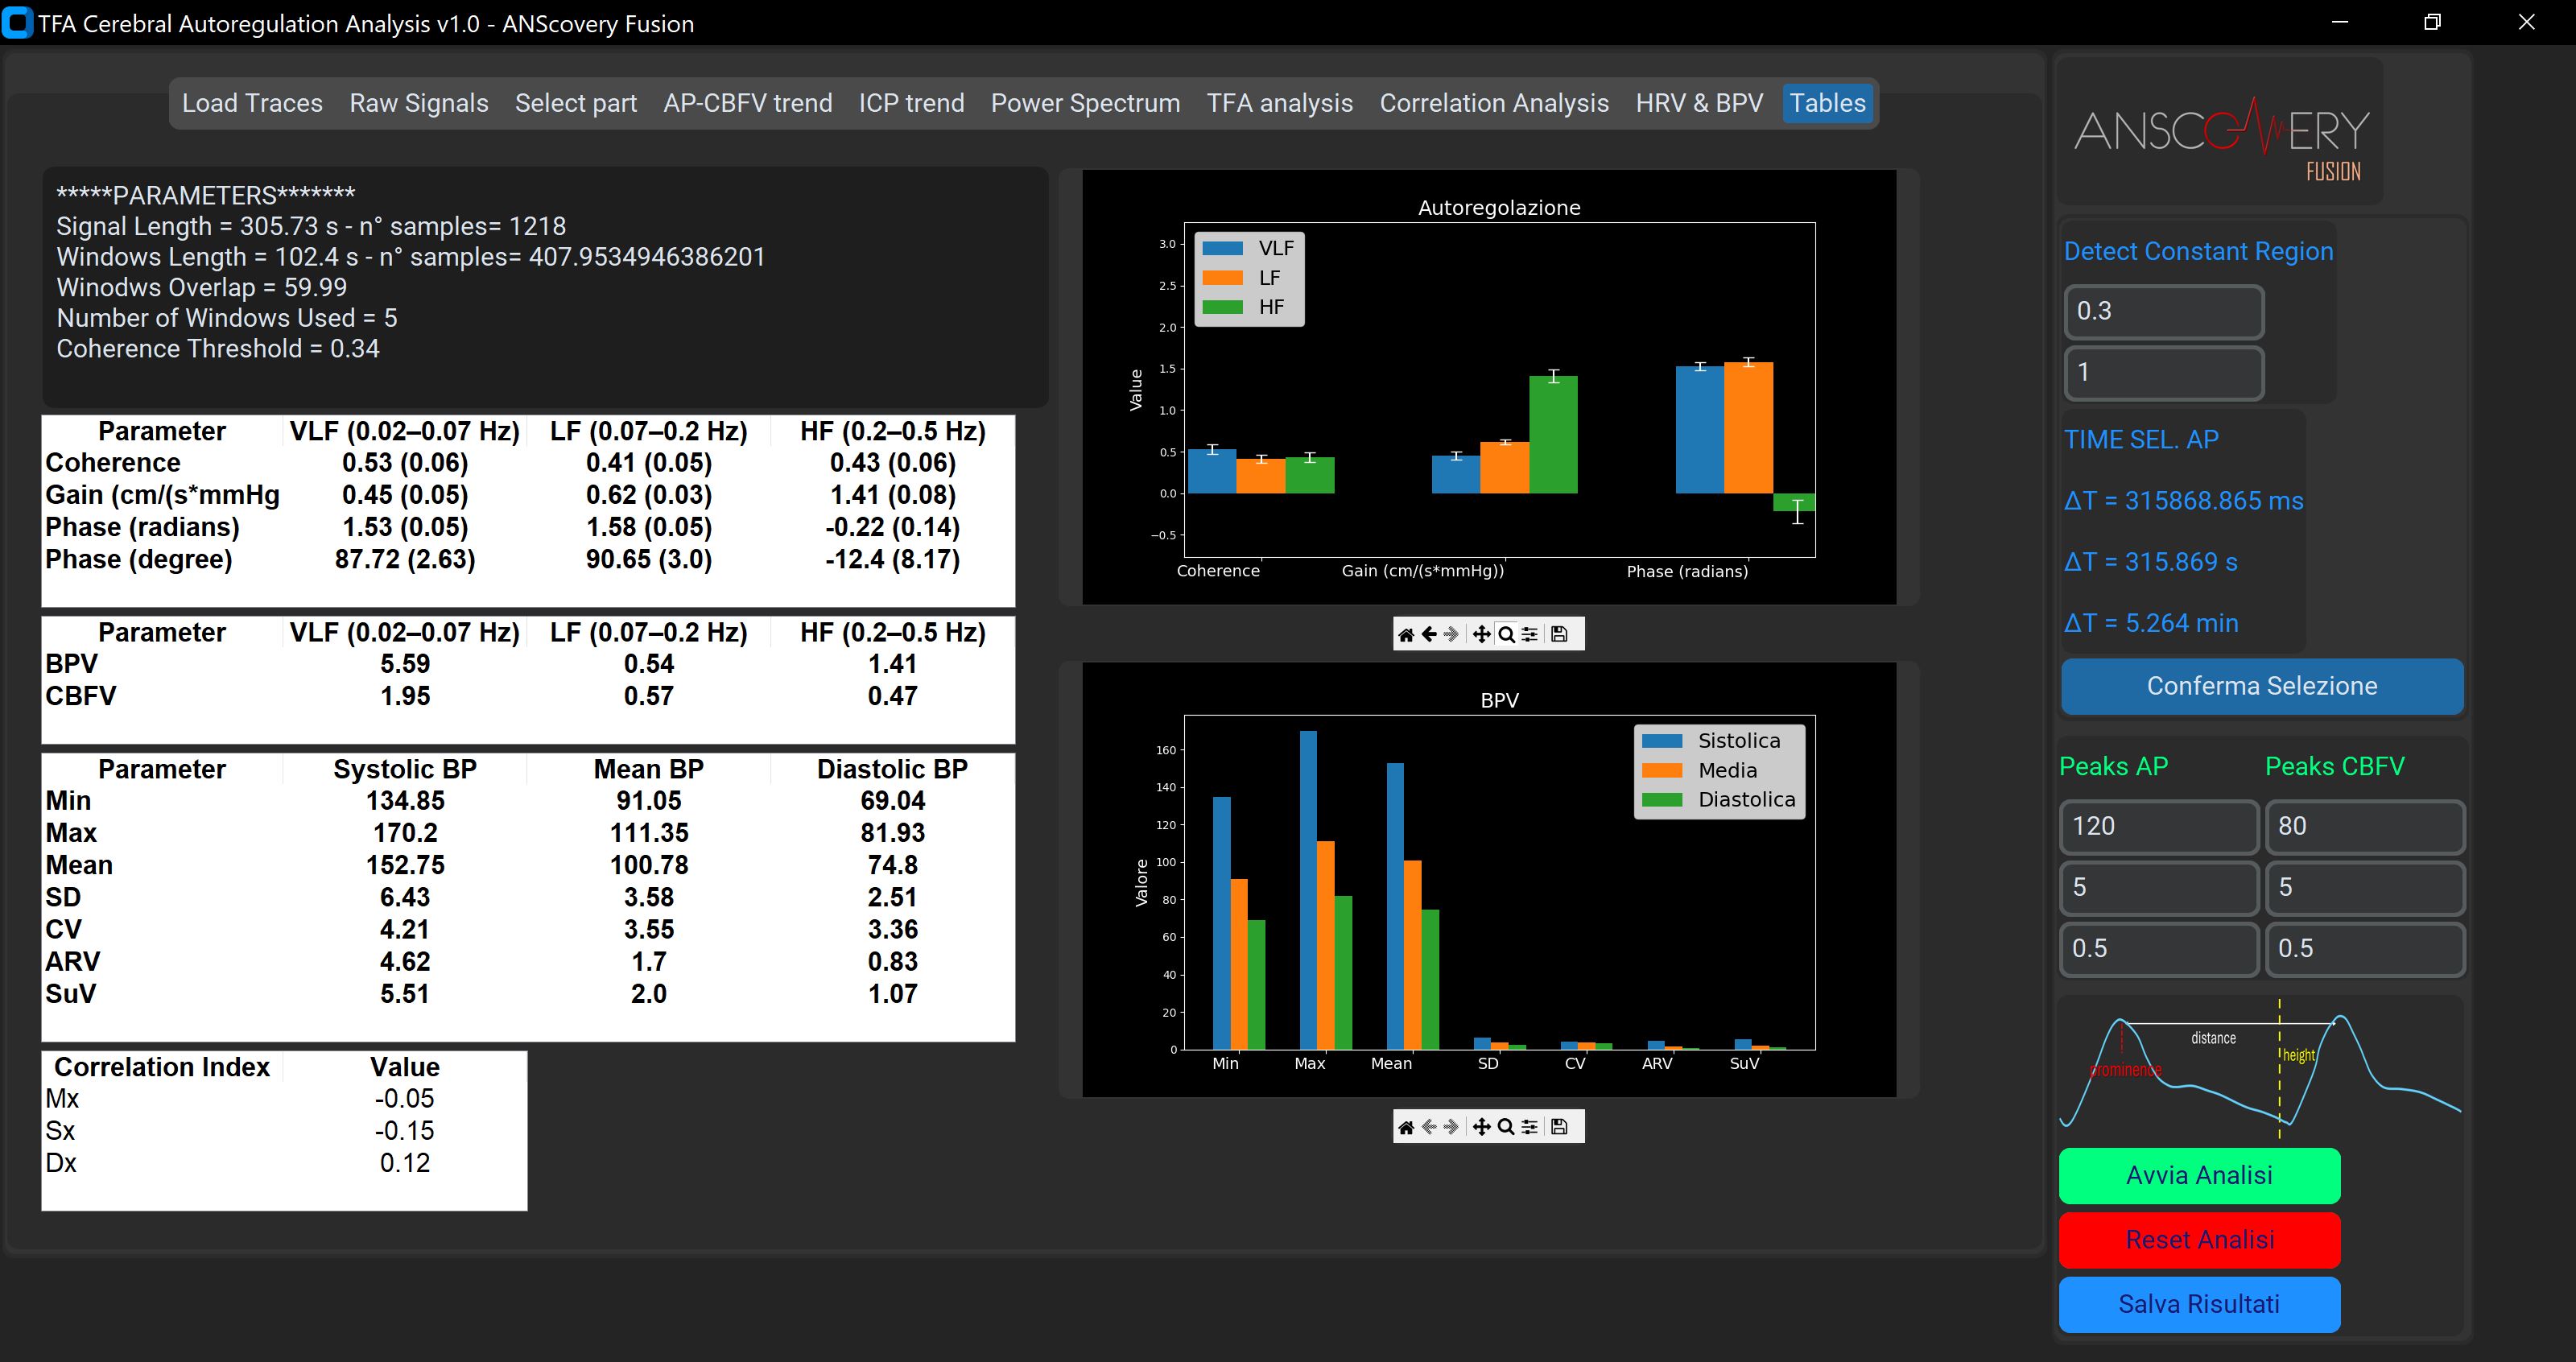 TFA Cerebral Autoregulation Analysis v1.0 - ANScovery Fusion
Load Traces Raw Signals Select part AP-CBFV trend ICP trend Power Spectrum TFA analysis Correlation Analysis HRV & BPV Tables
*****PARAMETERS*******
Signal Length = 305.73 s - n° samples= 1218
Windows Length = 102.4 s - n° samples= 407.9534946386201
Winodws Overlap = 59.99
Number of Windows Used = 5
Coherence Threshold = 0.34
Parameter VLF (0.02–0.07 Hz) LF (0.07–0.2 Hz) HF (0.2–0.5 Hz)
Coherence 0.53 (0.06) 0.41 (0.05) 0.43 (0.06)
Gain (cm/(s*mmHg 0.45 (0.05) 0.62 (0.03) 1.41 (0.08)
Phase (radians) 1.53 (0.05) 1.58 (0.05) -0.22 (0.14)
Phase (degree) 87.72 (2.63) 90.65 (3.0) -12.4 (8.17)
Parameter VLF (0.02–0.07 Hz) LF (0.07–0.2 Hz) HF (0.2–0.5 Hz)
BPV 5.59 0.54 1.41
CBFV 1.95 0.57 0.47
Parameter Systolic BP Mean BP Diastolic BP
Min 134.85 91.05 69.04
Max 170.2 111.35 81.93
Mean 152.75 100.78 74.8
SD 6.43 3.58 2.51
CV 4.21 3.55 3.36
ARV 4.62 1.7 0.83
SuV 5.51 2.0 1.07
Correlation Index Value
Mx -0.05
Sx -0.15
Dx 0.12
Autoregolazione
Value
3.0
2.5
2.0
1.5
1.0
0.5
0.0
−0.5
VLF
LF
HF
Coherence Gain (cm/(s*mmHg)) Phase (radians)
BPV
Valore
160
140
120
100
80
60
40
20
0
Sistolica
Media
Diastolica
Min Max Mean SD CV ARV SuV
ANSCOVERY
FUSION
Detect Constant Region
0.3
1
TIME SEL. AP
ΔT = 315868.865 ms
ΔT = 315.869 s
ΔT = 5.264 min
Conferma Selezione
Peaks AP Peaks CBFV
120 80
5 5
0.5 0.5
distance
height
prominence
Avvia Analisi
Reset Analisi
Salva Risultati